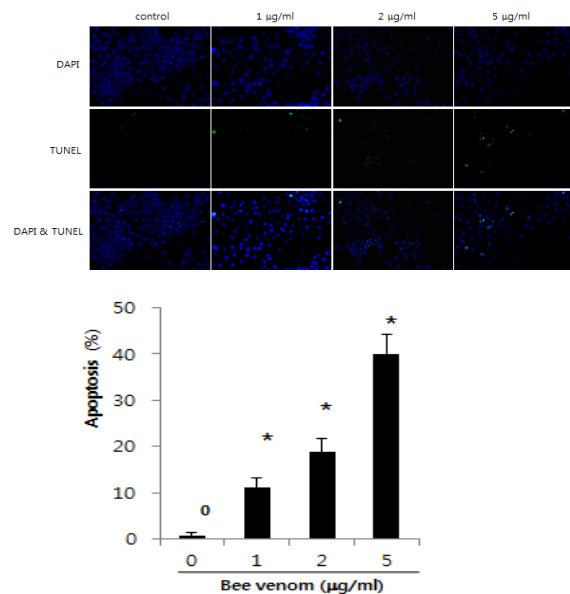 control 1 μg/ml 2 μg/ml 5 μg/ml
DAPI
TUNEL
DAPI & TUNEL
50
40
30
20
10
0
Apoptosis (%)
0
*
*
*
0 1 2 5
Bee venom (μg/ml)